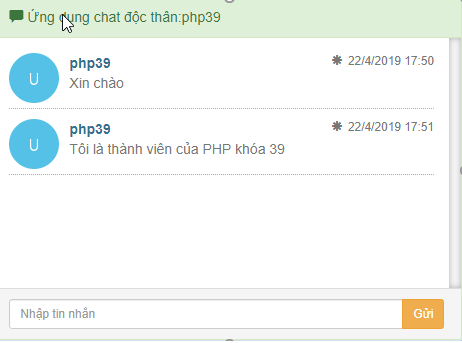 Ứng dụng chat độc thân:php39
U
php39
22/4/2019 17:50
Xin chào
U
php39
22/4/2019 17:51
Tôi là thành viên của PHP khóa 39
Nhập tin nhắn
Gửi